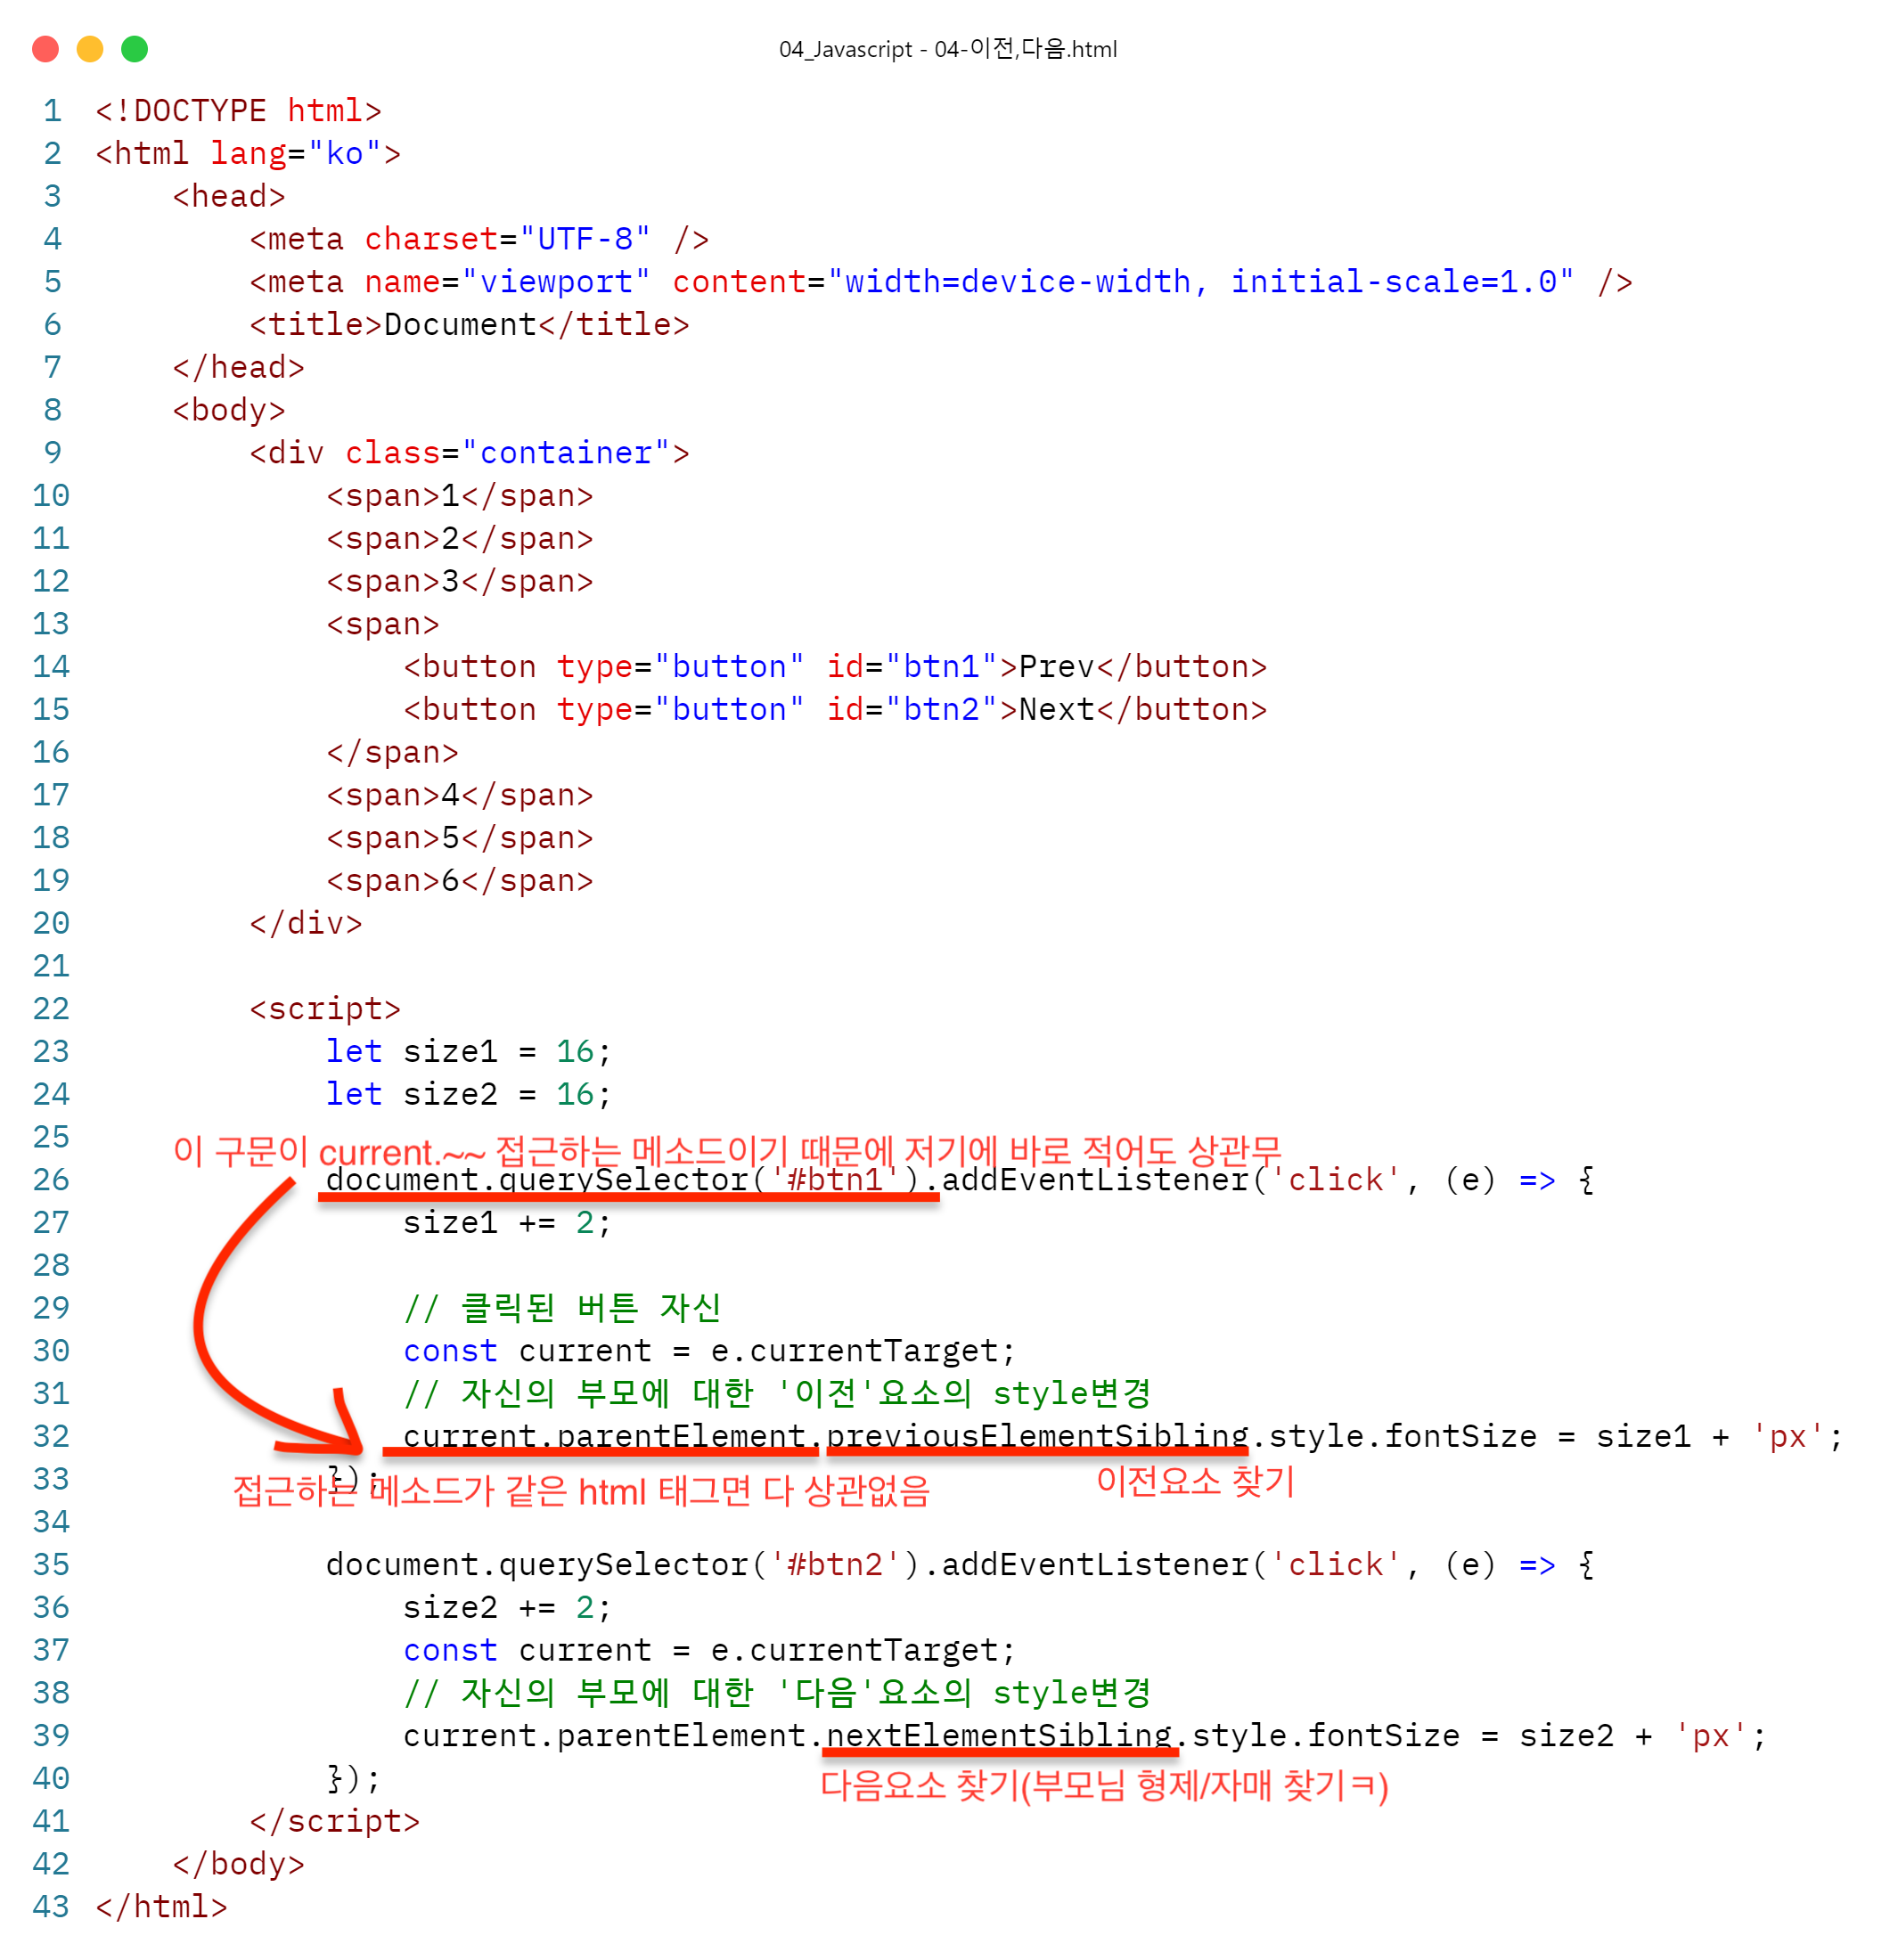 04_Javascript - 04-이전,다음.html
1 <!DOCTYPE html>
2 <html lang="ko">
3     <head>
4         <meta charset="UTF-8" />
5         <meta name="viewport" content="width=device-width, initial-scale=1.0" />
6         <title>Document</title>
7     </head>
8     <body>
9         <div class="container">
10             <span>1</span>
11             <span>2</span>
12             <span>3</span>
13             <span>
14                 <button type="button" id="btn1">Prev</button>
15                 <button type="button" id="btn2">Next</button>
16             </span>
17             <span>4</span>
18             <span>5</span>
19             <span>6</span>
20         </div>
21
22         <script>
23             let size1 = 16;
24             let size2 = 16;
25
이 구문이 current.~~ 접근하는 메소드이기 때문에 저기에 바로 적어도 상관무
26             document.querySelector('#btn1').addEventListener('click', (e) => {
27                 size1 += 2;
28
29                 // 클릭된 버튼 자신
30                 const current = e.currentTarget;
31                 // 자신의 부모에 대한 '이전'요소의 style변경
32                 current.parentElement.previousElementSibling.style.fontSize = size1 + 'px';
33             });
접근하는 메소드가 같은 html 태그면 다 상관없음
이전요소 찾기
34
35             document.querySelector('#btn2').addEventListener('click', (e) => {
36                 size2 += 2;
37                 const current = e.currentTarget;
38                 // 자신의 부모에 대한 '다음'요소의 style변경
39                 current.parentElement.nextElementSibling.style.fontSize = size2 + 'px';
40             });
다음요소 찾기(부모님 형제/자매 찾기ㅋ)
41         </script>
42     </body>
43 </html>